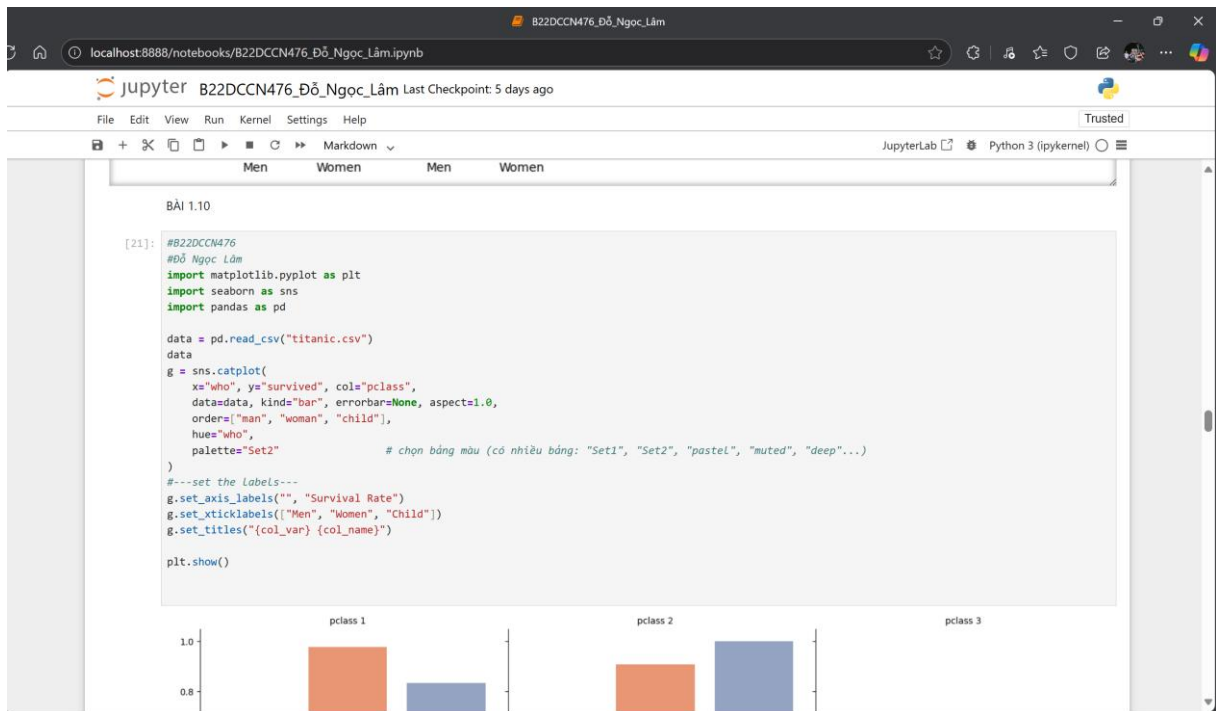 B22DCCN476_Đỗ_Ngọc_Lâm
localhost:8888/notebooks/B22DCCN476_Đỗ_Ngọc_Lâm.ipynb
jupyter B22DCCN476_Đỗ_Ngọc_Lâm Last Checkpoint: 5 days ago
File Edit View Run Kernel Settings Help Trusted
Markdown JupyterLab Python 3 (ipykernel)
Men Women Men Women
BÀI 1.10
[21]: #B22DCCN476
#Đỗ Ngọc Lâm
import matplotlib.pyplot as plt
import seaborn as sns
import pandas as pd
data = pd.read_csv("titanic.csv")
data
g = sns.catplot(
x="who", y="survived", col="pclass",
data=data, kind="bar", errorbar=None, aspect=1.0,
order=["man", "woman", "child"],
hue="who",
palette="Set2" # chọn bảng màu (có nhiều bảng: "Set1", "Set2", "pastel", "muted", "deep"...)
)
#---set the labels---
g.set_axis_labels("", "Survival Rate")
g.set_xticklabels(["Men", "Women", "Child"])
g.set_titles("{col_var} {col_name}")
plt.show()
pclass 1 pclass 2 pclass 3
1.0
0.8